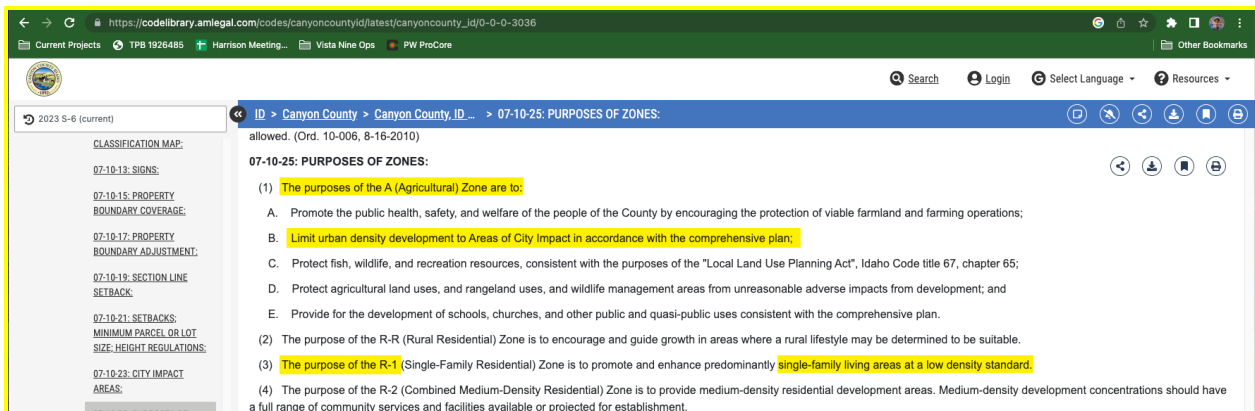 https://codelibrary.amlegal.com/codes/canyoncountyid/latest/canyoncounty_id/0-0-0-3036
Current Projects TPB 1926485 Harrison Meeting... Vista Nine Ops PW ProCore Other Bookmarks
Search Login Select Language Resources
2023 S-6 (current)
ID > Canyon County > Canyon County, ID ... > 07-10-25: PURPOSES OF ZONES:
CLASSIFICATION MAP:
07-10-13: SIGNS:
07-10-15: PROPERTY
BOUNDARY COVERAGE:
07-10-17: PROPERTY
BOUNDARY ADJUSTMENT:
07-10-19: SECTION LINE
SETBACK:
07-10-21: SETBACKS;
MINIMUM PARCEL OR LOT
SIZE; HEIGHT REGULATIONS:
07-10-23: CITY IMPACT
AREAS:
allowed. (Ord. 10-006, 8-16-2010)
07-10-25: PURPOSES OF ZONES:
(1) The purposes of the A (Agricultural) Zone are to:
A. Promote the public health, safety, and welfare of the people of the County by encouraging the protection of viable farmland and farming operations;
B. Limit urban density development to Areas of City Impact in accordance with the comprehensive plan;
C. Protect fish, wildlife, and recreation resources, consistent with the purposes of the "Local Land Use Planning Act", Idaho Code title 67, chapter 65;
D. Protect agricultural land uses, and rangeland uses, and wildlife management areas from unreasonable adverse impacts from development; and
E. Provide for the development of schools, churches, and other public and quasi-public uses consistent with the comprehensive plan.
(2) The purpose of the R-R (Rural Residential) Zone is to encourage and guide growth in areas where a rural lifestyle may be determined to be suitable.
(3) The purpose of the R-1 (Single-Family Residential) Zone is to promote and enhance predominantly single-family living areas at a low density standard.
(4) The purpose of the R-2 (Combined Medium-Density Residential) Zone is to provide medium-density residential development areas. Medium-density development concentrations should have
a full range of community services and facilities available or projected for establishment.